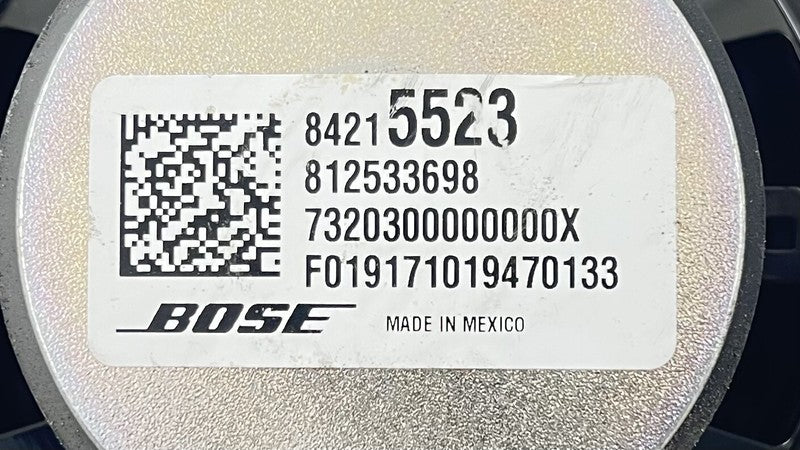 84215523
812533698
7320300000000X
F019171019470133
BOSE
MADE IN MEXICO